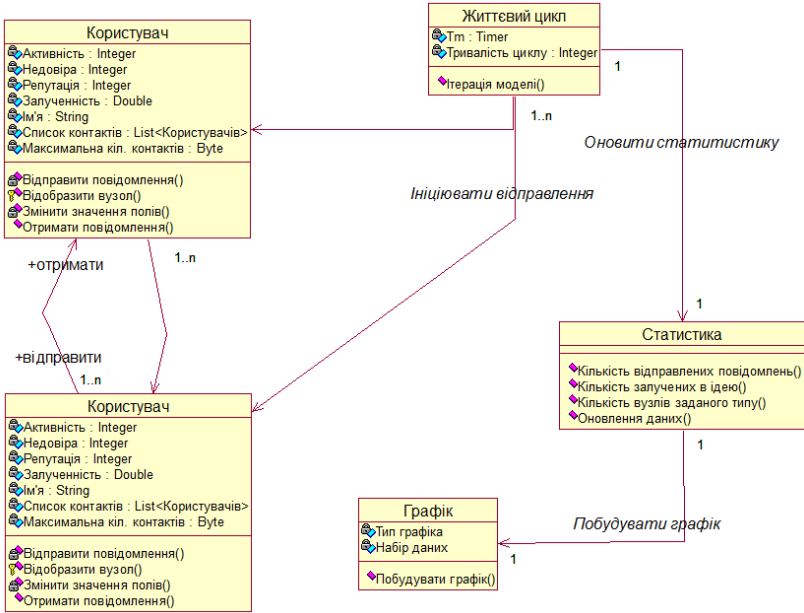 Користувач
Активність : Integer
Недовіра : Integer
Репутація : Integer
Залученність : Double
Ім'я : String
Список контактів : List<Користувачів>
Максимальна кіл. контактів : Byte
Відправити повідомлення()
Відобразити вузол()
Змінити значення полів()
Отримати повідомлення()
Життєвий цикл
Tm : Timer
Тривалість циклу : Integer
Ітерація моделі()
1
1..n
Оновити статитистику
Ініціювати відправлення
1..n
+отримати
+відправити
1..n
1
Статистика
Кількість відправлених повідомлень()
Кількість залучених в ідею()
Кількість вузлів заданого типу()
Оновлення даних()
1
Користувач
Активність : Integer
Недовіра : Integer
Репутація : Integer
Залученність : Double
Ім'я : String
Список контактів : List<Користувачів>
Максимальна кіл. контактів : Byte
Відправити повідомлення()
Відобразити вузол()
Змінити значення полів()
Отримати повідомлення()
Графік
Тип графіка
Набір даних
Побудувати графік()
Побудувати графік
1